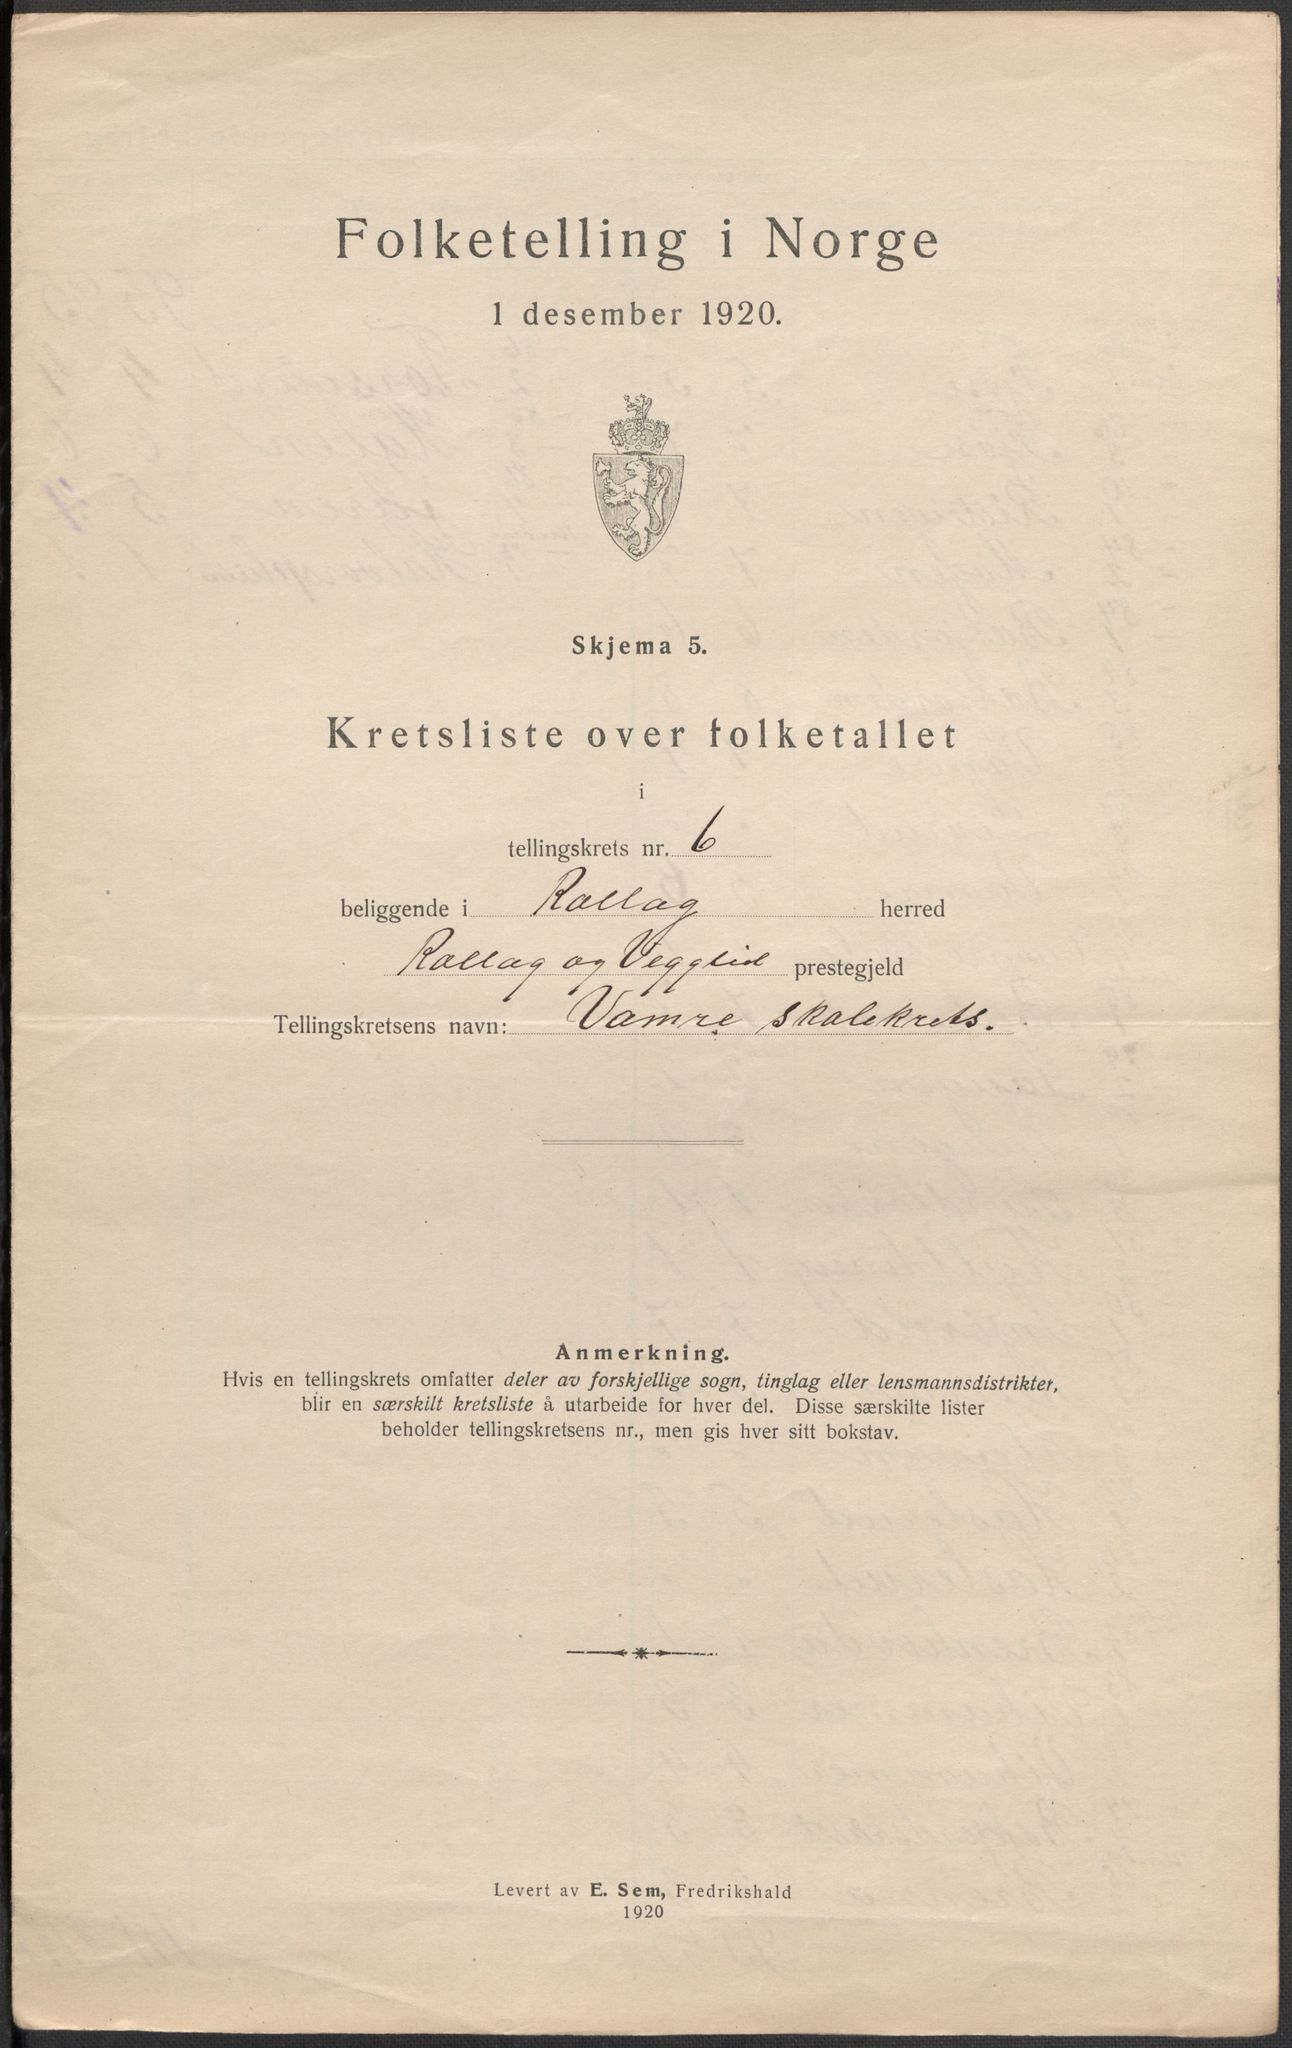 Folketelling i Norge
1 desember 1920.
Skjema 5.
Kretsliste over folketallet
i
tellingskrets nr. 6
beliggende i Rollag herred
Rollag og Vegglid prestegjeld
Tellingskretsens navn: Vamre skolekrets.
Anmerkning.
Hvis en tellingskrets omfatter deler av forskjellige sogn, tinglag eller lensmannsdistrikter,
blir en særskilt kretsliste å utarbeide for hver del. Disse særskilte lister
beholder tellingskretsens nr., men gis hver sitt bokstav.
Levert av E. Sem, Fredrikshald
1920